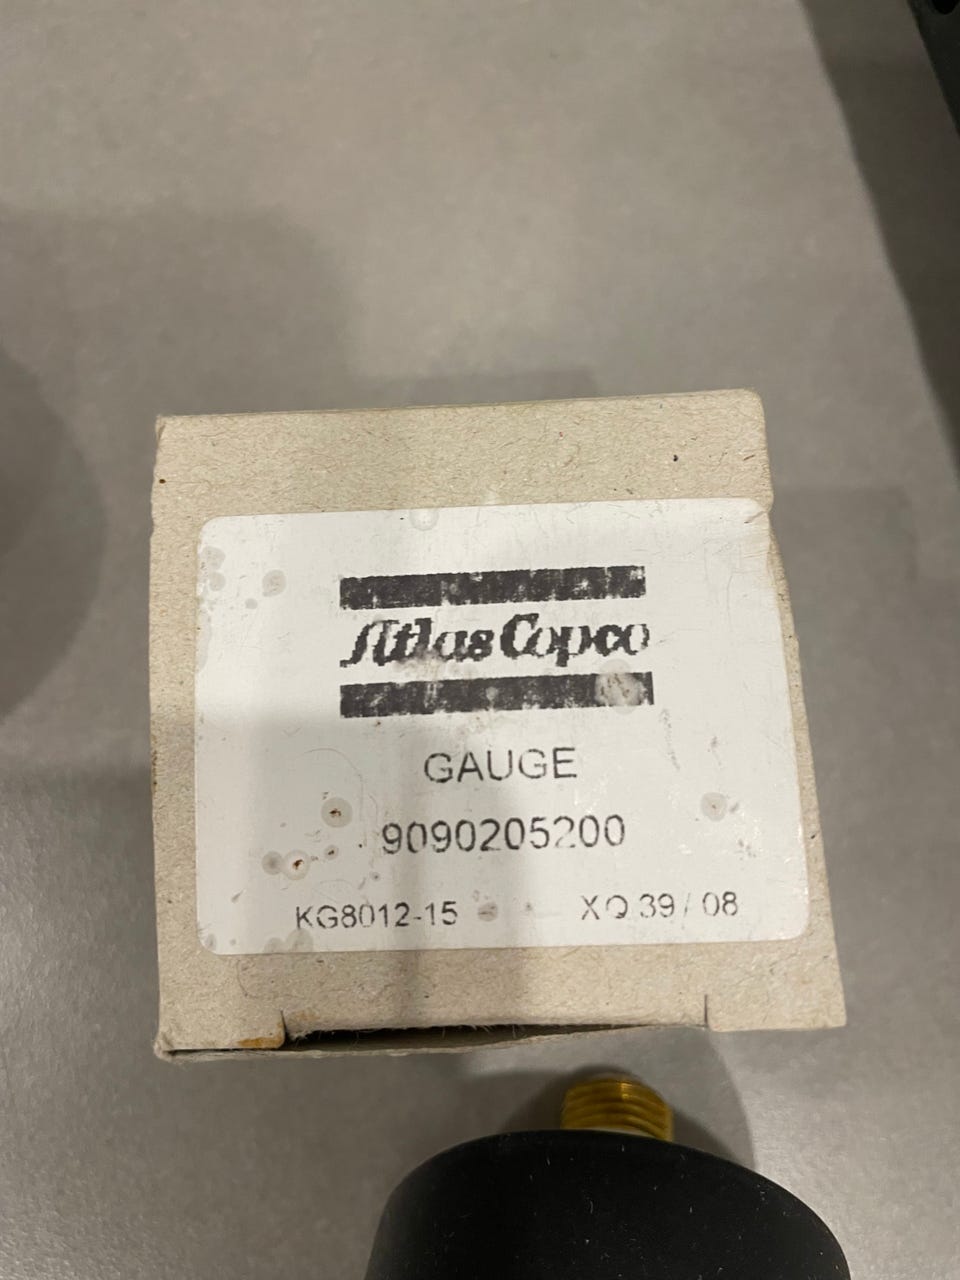 Atlas Copco
GAUGE
9090205200
KG8012-15 XQ 39 / 08